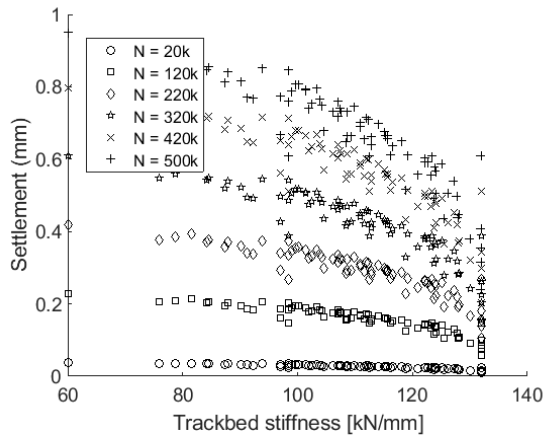 1
0.8
0.6
0.4
0.2
0
Settlement (mm)
N = 20k
N = 120k
N = 220k
N = 320k
N = 420k
N = 500k
60 80 100 120 140
Trackbed stiffness [kN/mm]